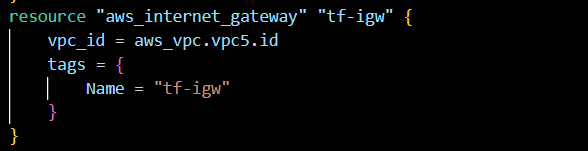 resource "aws_internet_gateway" "tf-igw" {
    vpc_id = aws_vpc.vpc5.id
    tags = {
        Name = "tf-igw"
    }
}